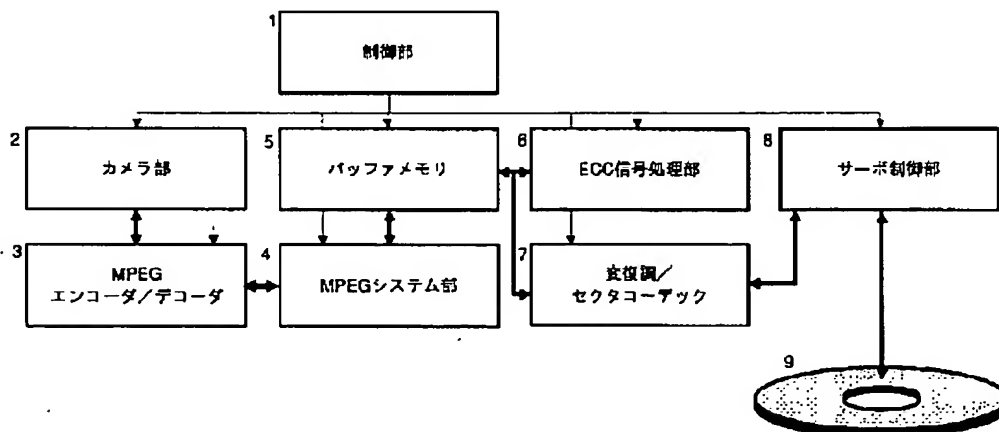 1
制御部
2
カメラ部
5
バッファメモリ
6
ECC信号処理部
8
サーボ制御部
3
MPEG
エンコーダ/デコーダ
4
MPEGシステム部
7
変復調/
セクタコーデック
9